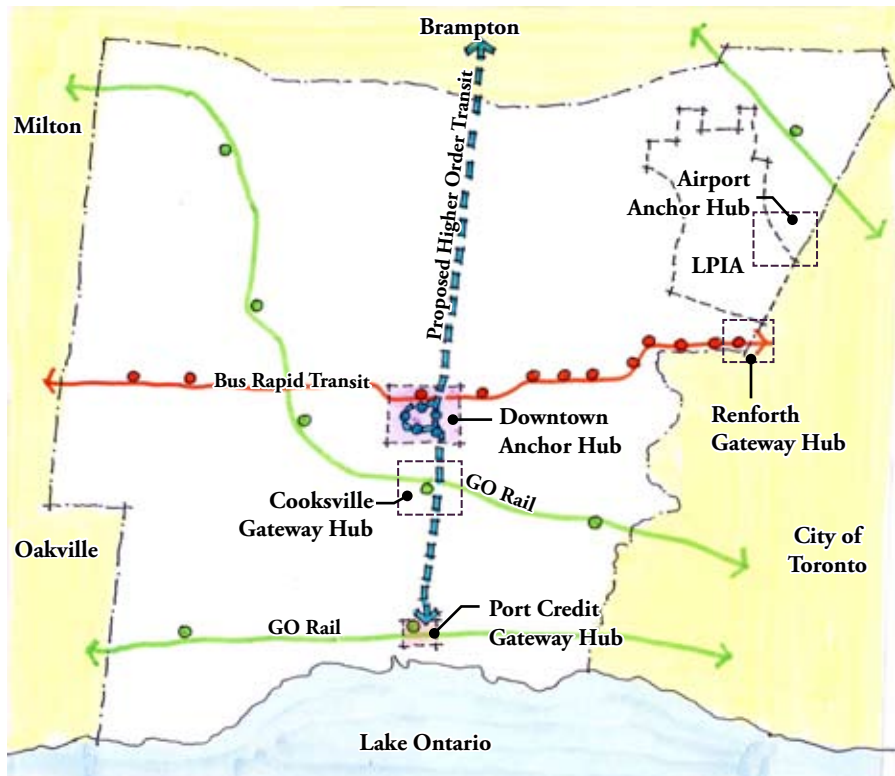 Brampton
Milton
Proposed Higher Order Transit
Airport
Anchor Hub
LPIA
Bus Rapid Transit
Downtown
Anchor Hub
Renforth
Gateway Hub
Cooksville
Gateway Hub
GO Rail
Oakville
City of
Toronto
GO Rail
Port Credit
Gateway Hub
Lake Ontario